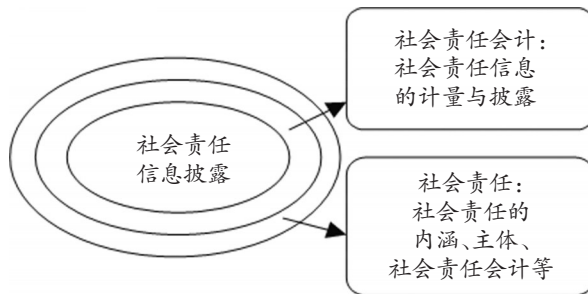 社会责任
信息披露
社会责任会计：
社会责任信息
的计量与披露
社会责任：
社会责任的
内涵、主体、
社会责任会计等